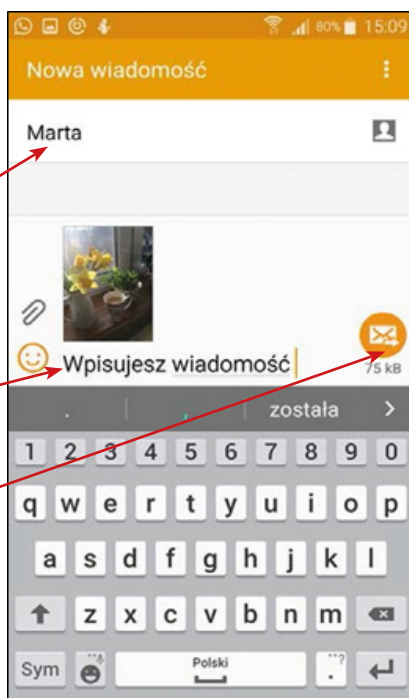 80% 15:09
Nowa wiadomość
Marta
Wpisujesz wiadomość
75 kB
. , została >
1 2 3 4 5 6 7 8 9 0
q w e r t y u i o p
a s d f g h j k l
z x c v b n m
Sym Polski . ?